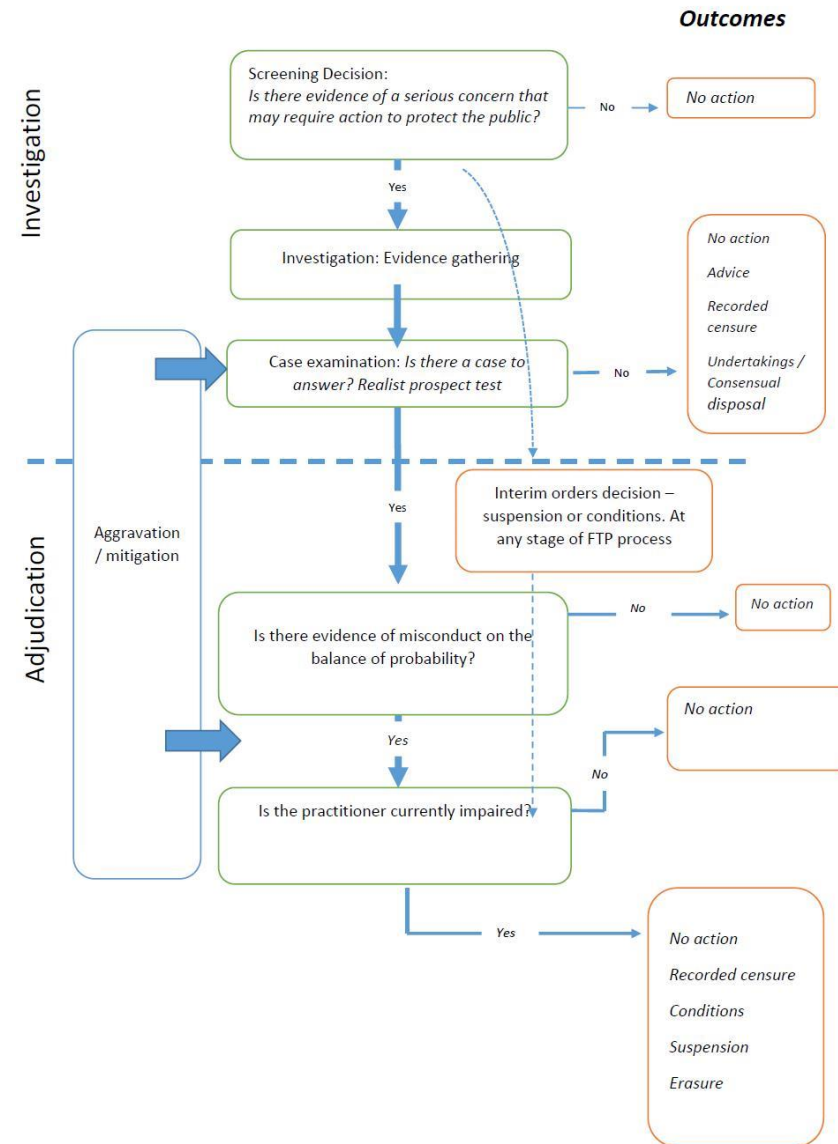 Outcomes
Investigation
Screening Decision:
Is there evidence of a serious concern that
may require action to protect the public?
No
No action
Yes
Investigation: Evidence gathering
No action
Advice
Recorded
censure
Undertakings /
Consensual
disposal
Case examination: Is there a case to
answer? Realist prospect test
No
Adjudication
Aggravation
/ mitigation
Yes
Interim orders decision –
suspension or conditions. At
any stage of FTP process
Is there evidence of misconduct on the
balance of probability?
No
No action
Yes
No action
No
Is the practitioner currently impaired?
Yes
No action
Recorded censure
Conditions
Suspension
Erasure